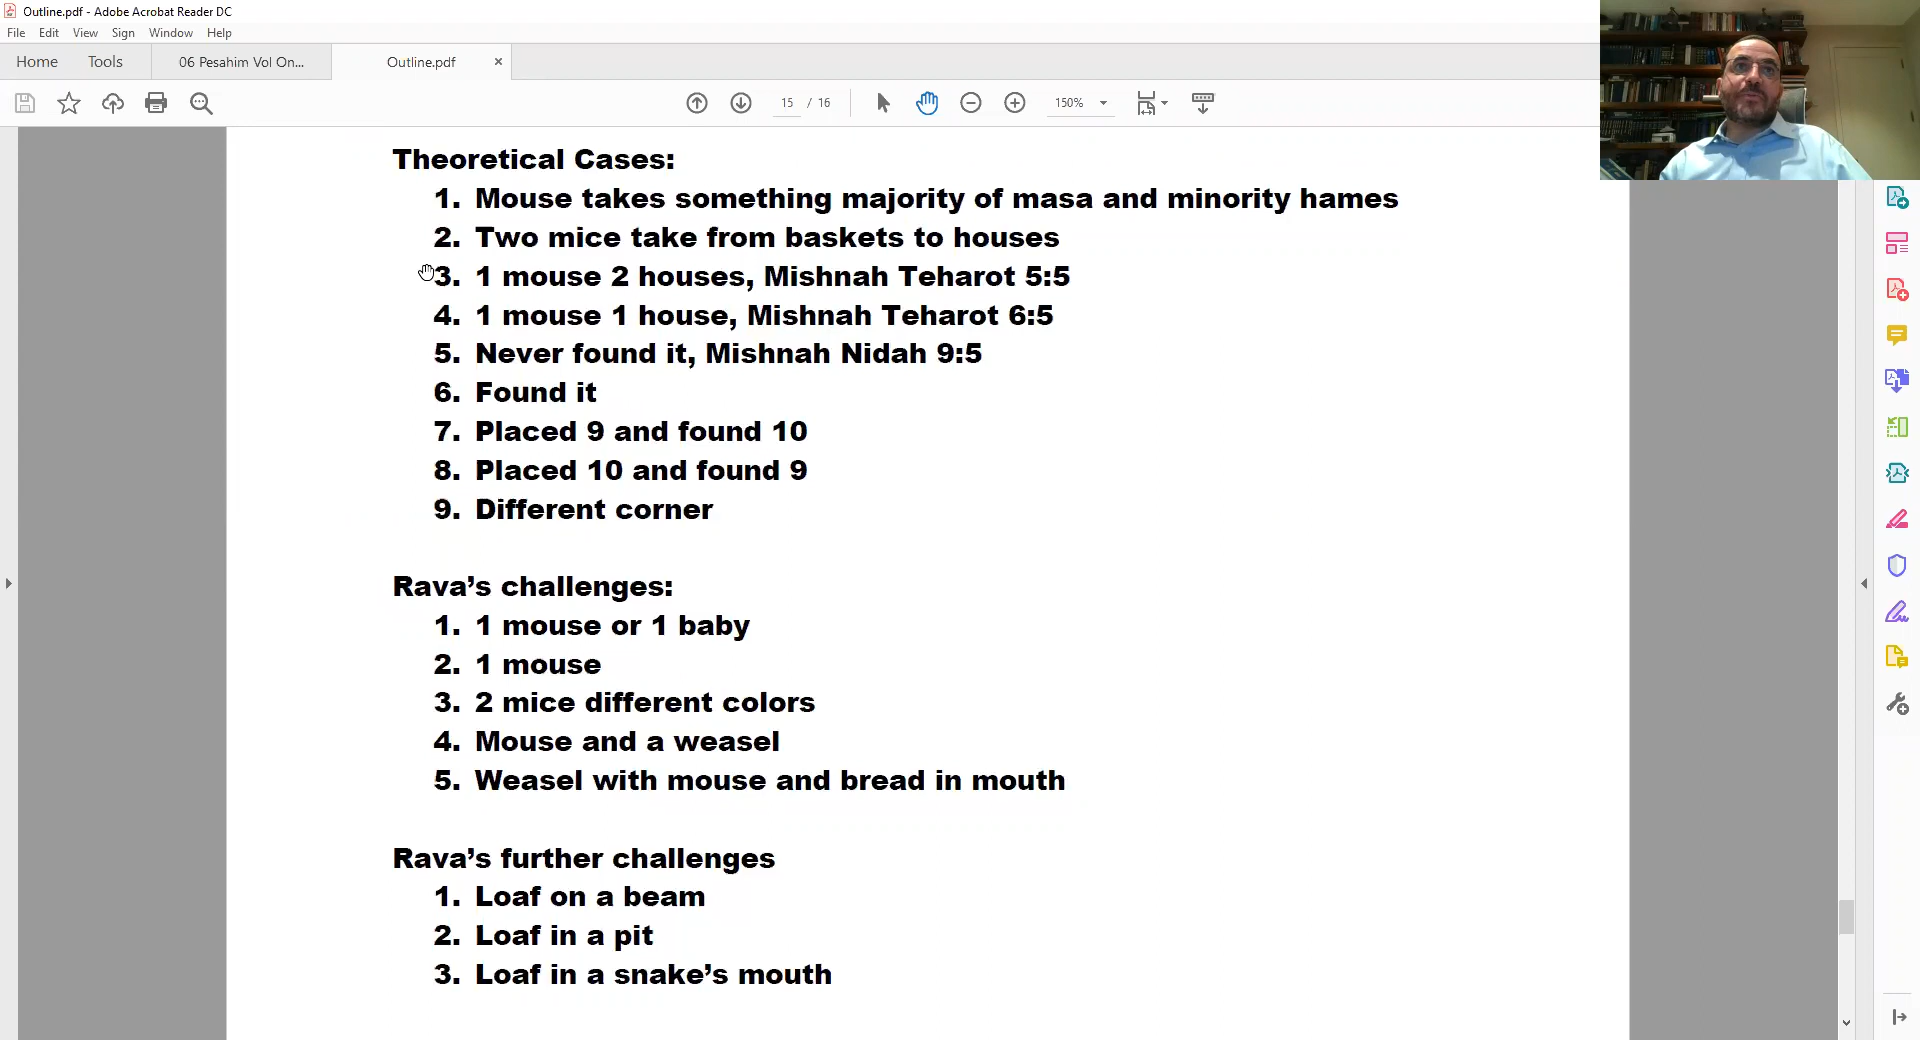 Outline.pdf - Adobe Acrobat Reader DC
File Edit View Sign Window Help
Home Tools 06 Pesahim Vol On... Outline.pdf ×
15 / 16 150%
Theoretical Cases:
1. Mouse takes something majority of masa and minority hames
2. Two mice take from baskets to houses
3. 1 mouse 2 houses, Mishnah Teharot 5:5
4. 1 mouse 1 house, Mishnah Teharot 6:5
5. Never found it, Mishnah Nidah 9:5
6. Found it
7. Placed 9 and found 10
8. Placed 10 and found 9
9. Different corner
Rava’s challenges:
1. 1 mouse or 1 baby
2. 1 mouse
3. 2 mice different colors
4. Mouse and a weasel
5. Weasel with mouse and bread in mouth
Rava’s further challenges
1. Loaf on a beam
2. Loaf in a pit
3. Loaf in a snake’s mouth